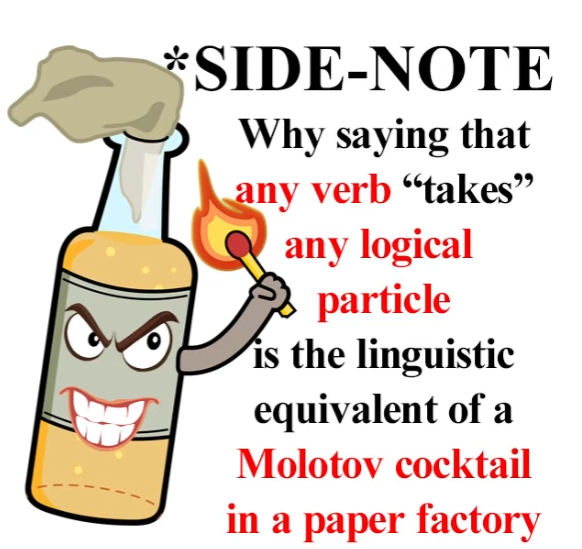 *SIDE-NOTE
Why saying that
any verb “takes”
any logical
particle
is the linguistic
equivalent of a
Molotov cocktail
in a paper factory